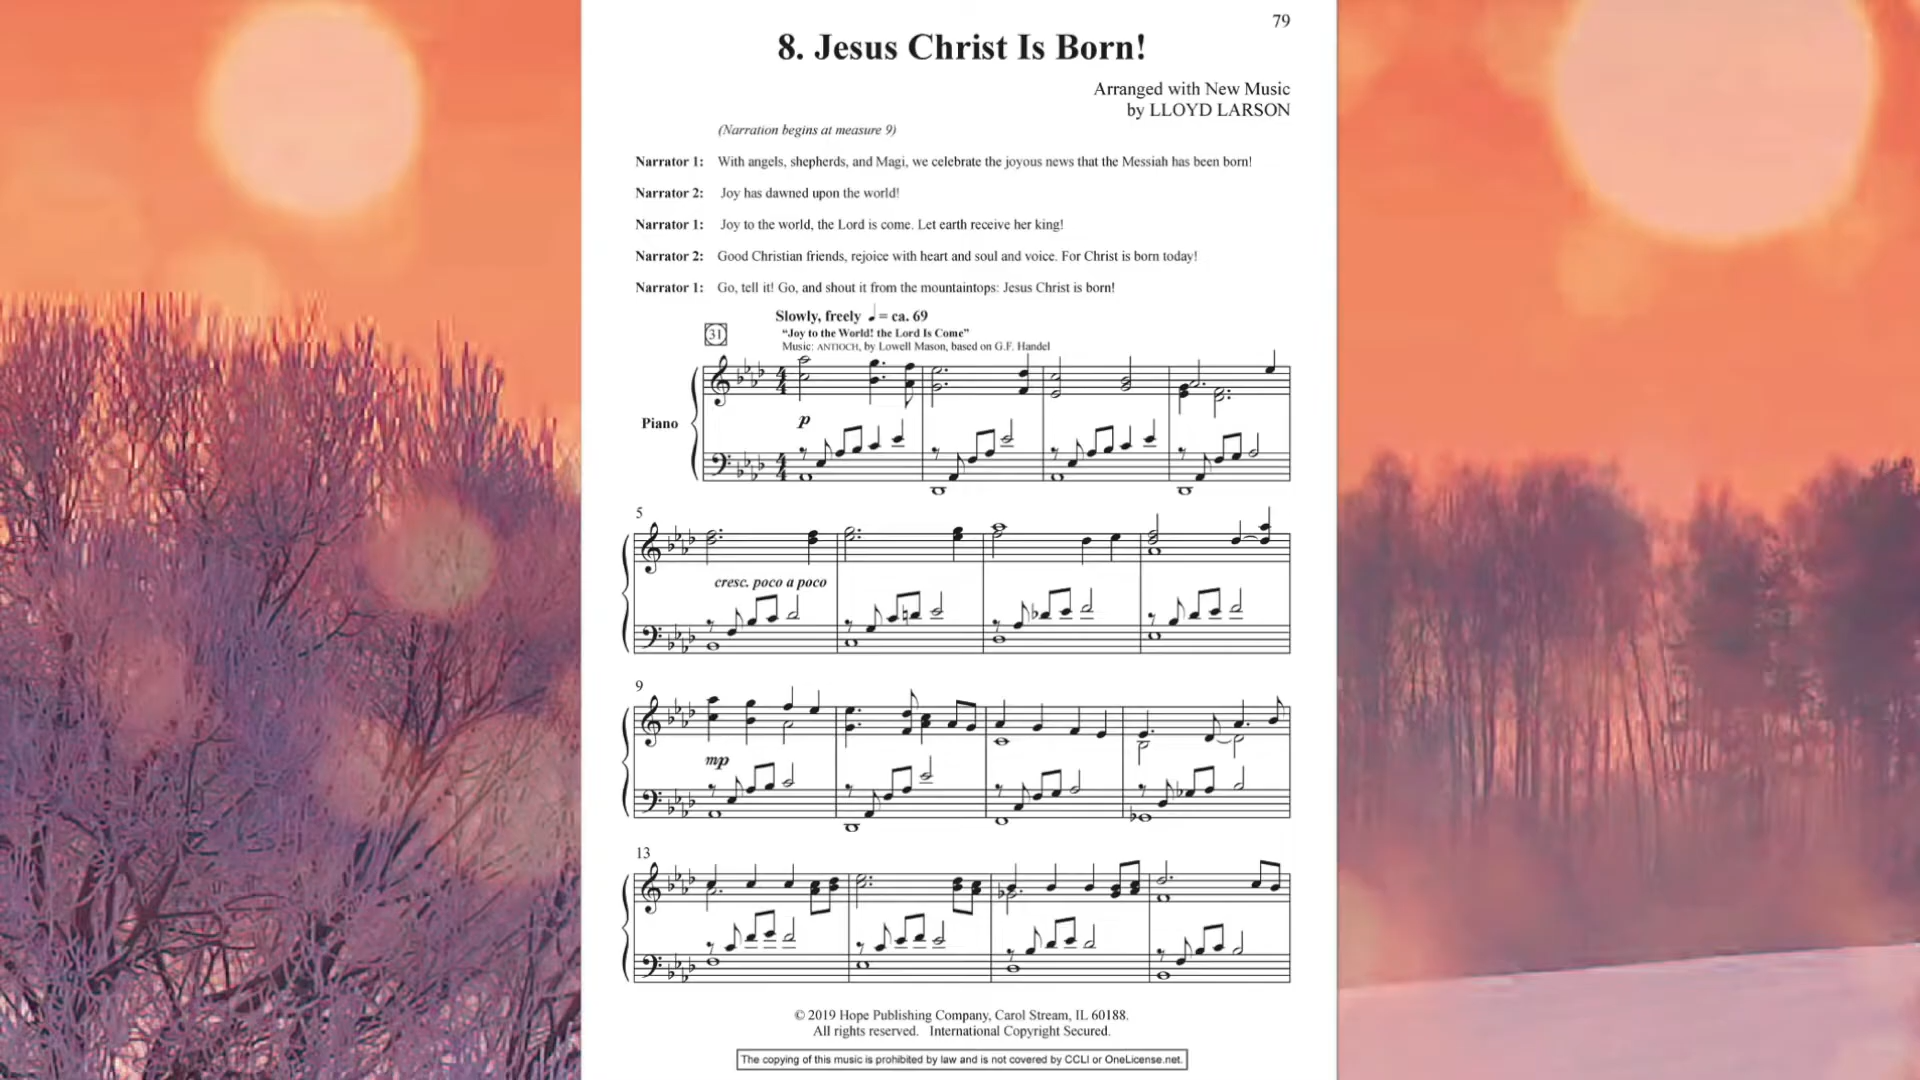 79
8. Jesus Christ Is Born!
Arranged with New Music
by LLOYD LARSON
(Narration begins at measure 9)
Narrator 1: With angels, shepherds, and Magi, we celebrate the joyous news that the Messiah has been born!
Narrator 2: Joy has dawned upon the world!
Narrator 1: Joy to the world, the Lord is come. Let earth receive her king!
Narrator 2: Good Christian friends, rejoice with heart and soul and voice. For Christ is born today!
Narrator 1: Go, tell it! Go, and shout it from the mountaintops: Jesus Christ is born!
Slowly, freely ♩ = ca. 69
31
“Joy to the World! the Lord Is Come”
Music: ANTIOCH, by Lowell Mason, based on G.F. Handel
4/4
p
Piano
4/4
5
cresc. poco a poco
9
mp
13
© 2019 Hope Publishing Company, Carol Stream, IL 60188.
All rights reserved. International Copyright Secured.
The copying of this music is prohibited by law and is not covered by CCLI or OneLicense.net.